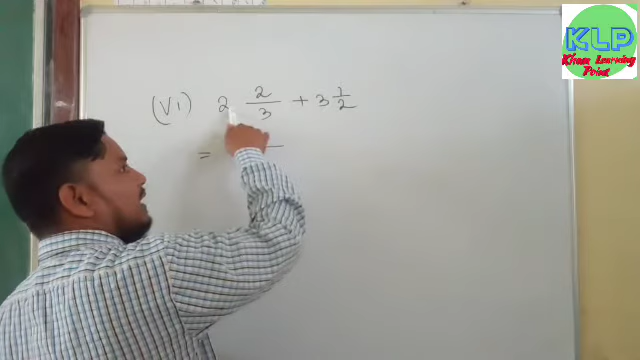 KLP
Khan Learning
Point
(VI) 2 2/3 + 3 1/2
=